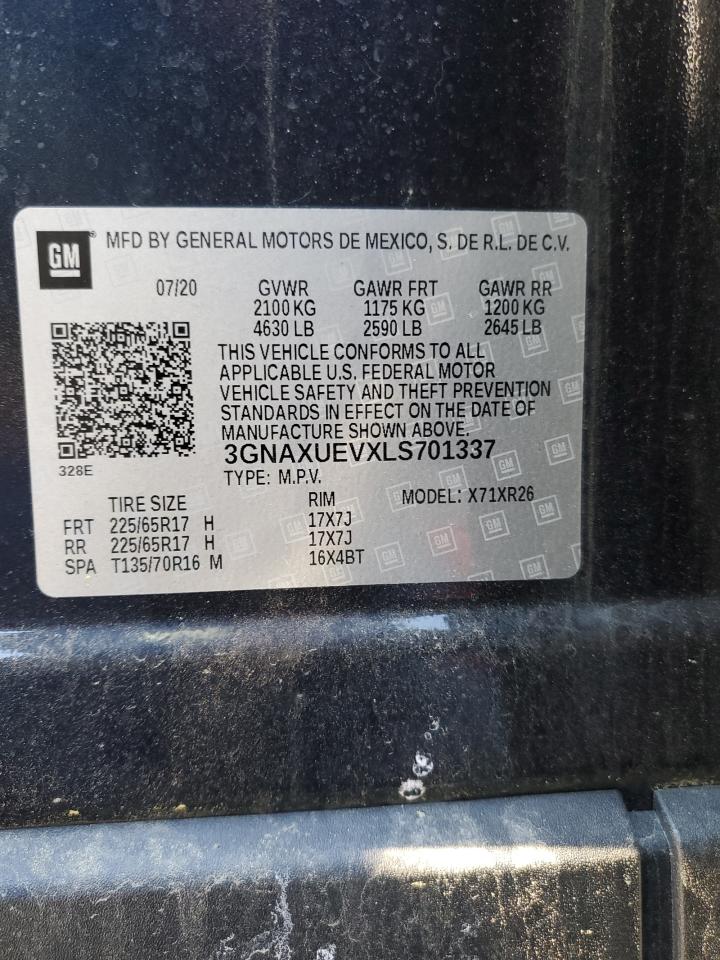 GM ® MFD BY GENERAL MOTORS DE MEXICO, S. DE R.L. DE C.V.
07/20 GVWR GAWR FRT GAWR RR
2100 KG 1175 KG 1200 KG
4630 LB 2590 LB 2645 LB
THIS VEHICLE CONFORMS TO ALL
APPLICABLE U.S. FEDERAL MOTOR
VEHICLE SAFETY AND THEFT PREVENTION
STANDARDS IN EFFECT ON THE DATE OF
MANUFACTURE SHOWN ABOVE.
3GNAXUEVXLS701337
328E
TYPE: M.P.V.
TIRE SIZE RIM MODEL: X71XR26
FRT 225/65R17 H 17X7J
RR 225/65R17 H 17X7J
SPA T135/70R16 M 16X4BT